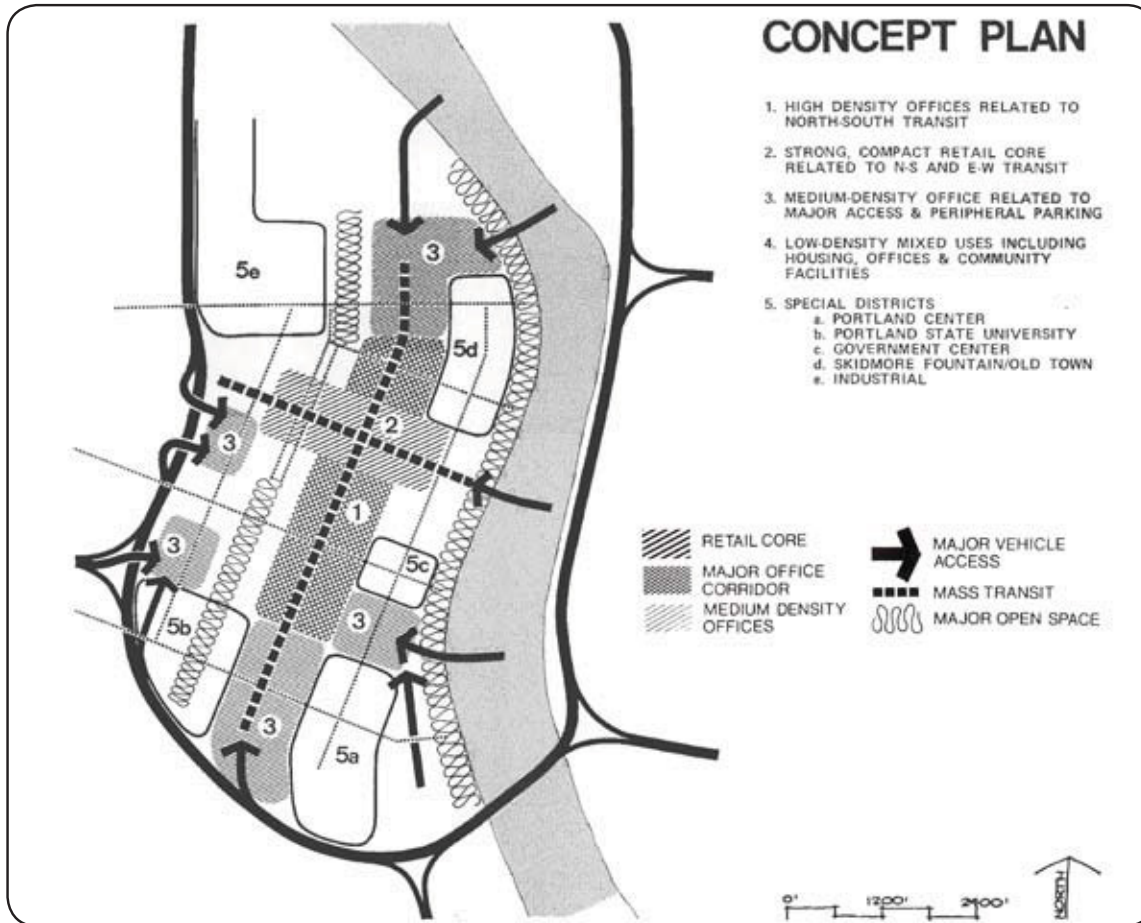 CONCEPT PLAN
1. HIGH DENSITY OFFICES RELATED TO
NORTH-SOUTH TRANSIT
2. STRONG, COMPACT RETAIL CORE
RELATED TO N-S AND E-W TRANSIT
3. MEDIUM-DENSITY OFFICE RELATED TO
MAJOR ACCESS & PERIPHERAL PARKING
4. LOW-DENSITY MIXED USES INCLUDING
HOUSING, OFFICES & COMMUNITY
FACILITIES
5. SPECIAL DISTRICTS
a. PORTLAND CENTER
b. PORTLAND STATE UNIVERSITY
c. GOVERNMENT CENTER
d. SKIDMORE FOUNTAIN/OLD TOWN
e. INDUSTRIAL
3
5e
5d
2
3
1
3
5c
3
5b
3
5a
RETAIL CORE
MAJOR OFFICE
CORRIDOR
MEDIUM DENSITY
OFFICES
MAJOR VEHICLE
ACCESS
MASS TRANSIT
MAJOR OPEN SPACE
0' 1200' 2400'
NORTH